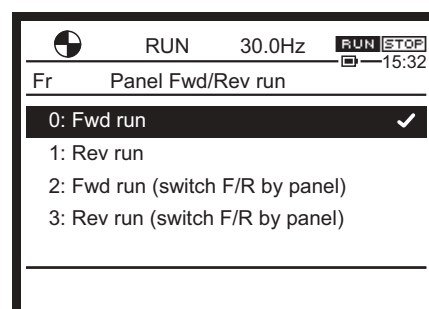 RUN 30.0Hz RUN STOP
15:32
Fr Panel Fwd/Rev run
0: Fwd run
1: Rev run
2: Fwd run (switch F/R by panel)
3: Rev run (switch F/R by panel)